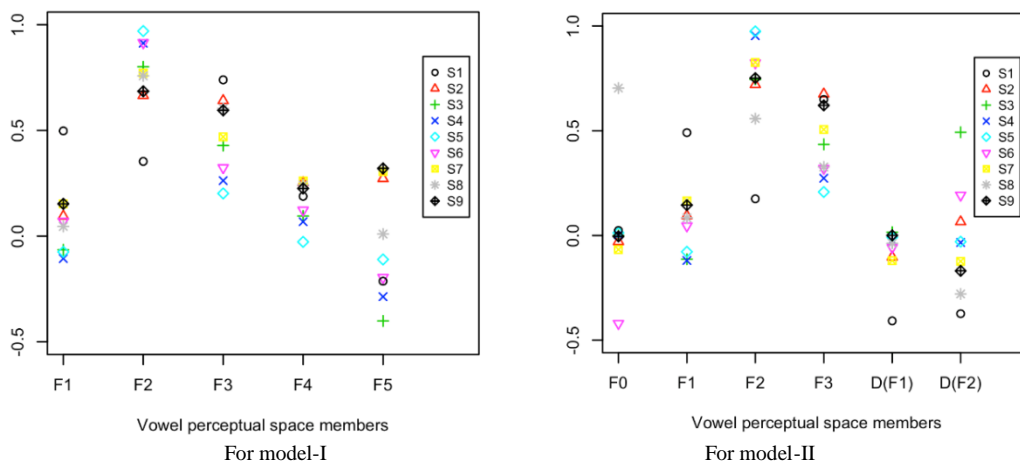 1.0
0.5
0.0
-0.5
S1
S2
S3
S4
S5
S6
S7
S8
S9
F1 F2 F3 F4 F5
Vowel perceptual space members
For model-I
1.0
0.5
0.0
-0.5
S1
S2
S3
S4
S5
S6
S7
S8
S9
F0 F1 F2 F3 D(F1) D(F2)
Vowel perceptual space members
For model-II